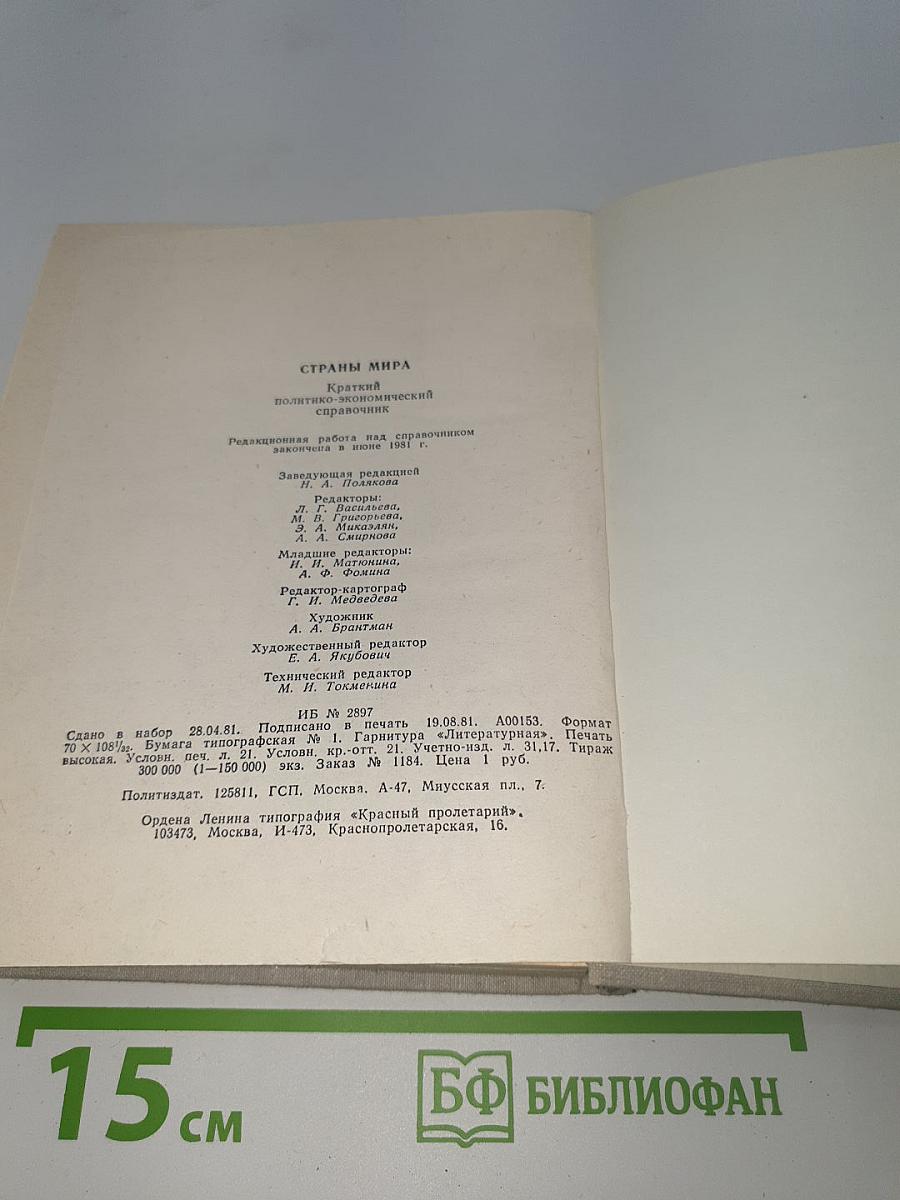 СТРАНЫ МИРА
Краткий
политико-экономический
справочник
Редакционная работа над справочником
закончена в июне 1981 г.
Заведующая редакцией
Н. А. Полякова
Редакторы:
Л. Г. Васильева,
М. В. Григорьева,
Э. А. Микаэлян,
А. А. Смирнова
Младшие редакторы:
И. И. Матюнина,
А. Ф. Фомина
Редактор-картограф
Г. И. Медведева
Художник
А. А. Брантман
Художественный редактор
Е. А. Якубович
Технический редактор
М. И. Токменина
ИБ № 2897
Сдано в набор 28.04.81. Подписано в печать 19.08.81. А00153. Формат
70 × 108¹/₃₂. Бумага типографская № 1. Гарнитура «Литературная». Печать
высокая. Условн. печ. л. 21. Условн. кр.-отт. 21. Учетно-изд. л. 31,17. Тираж
300 000 (1—150 000) экз. Заказ № 1184. Цена 1 руб.
Политиздат. 125811, ГСП, Москва, А-47, Миусская пл., 7.
Ордена Ленина типография «Красный пролетарий».
103473, Москва, И-473, Краснопролетарская, 16.
15 см
БФ БИБЛИОФАН